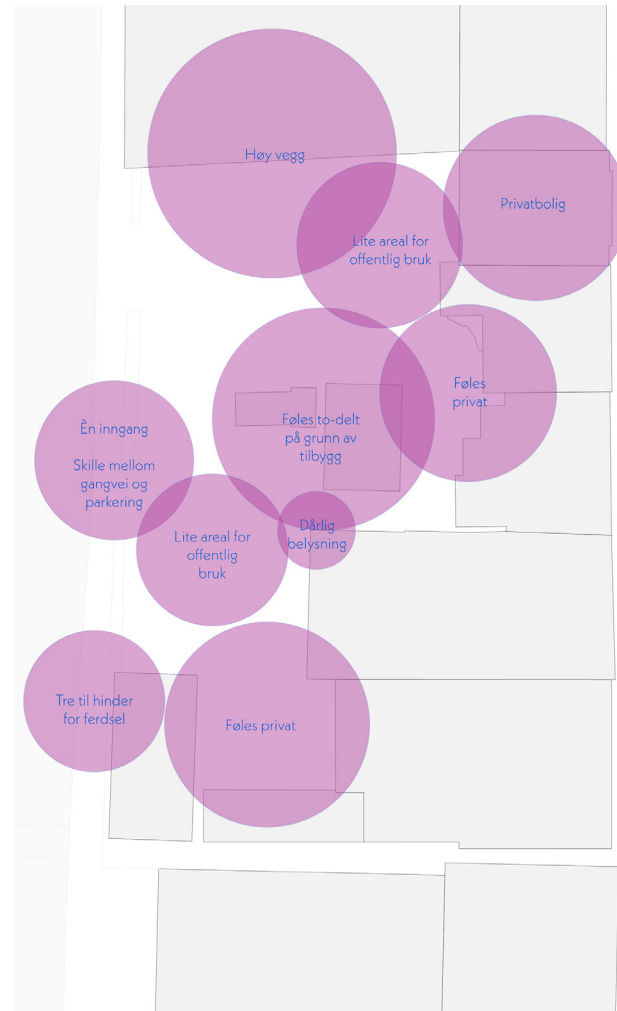 Høy vegg
Privatbolig
Lite areal for
offentlig bruk
Føles
privat
Føles to-delt
på grunn av
tilbygg
Èn inngang
Skille mellom
gangvei og
parkering
Dårlig
belysning
Lite areal for
offentlig
bruk
Tre til hinder
for ferdsel
Føles privat